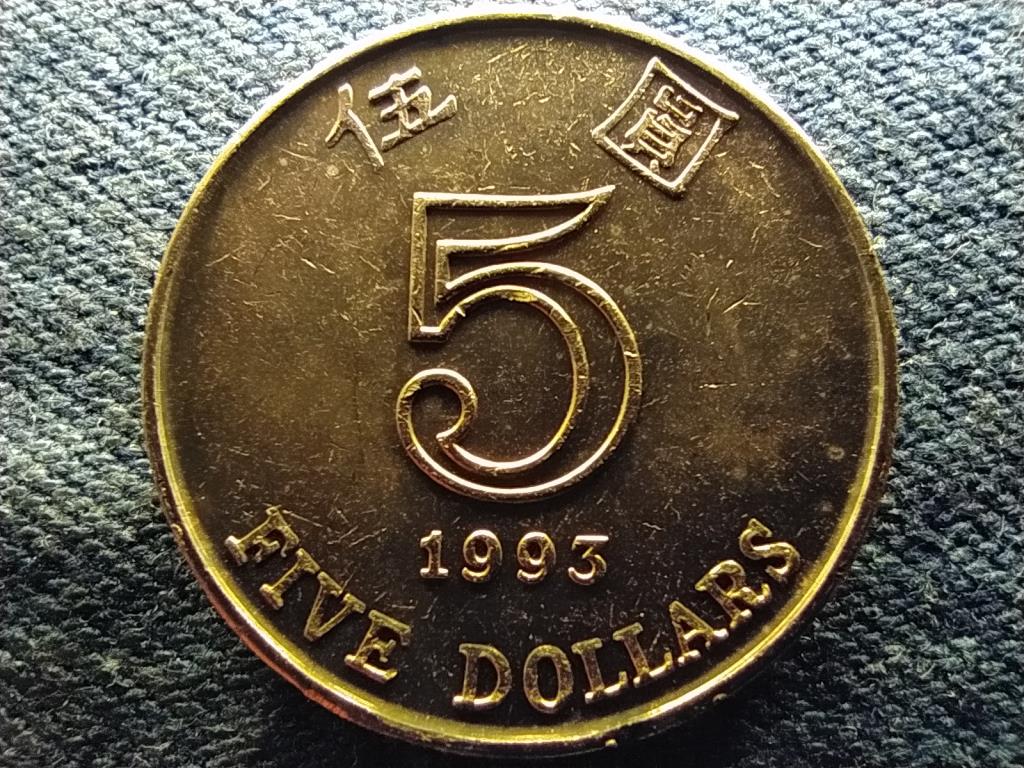 伍 圓
5
1993
FIVE DOLLARS